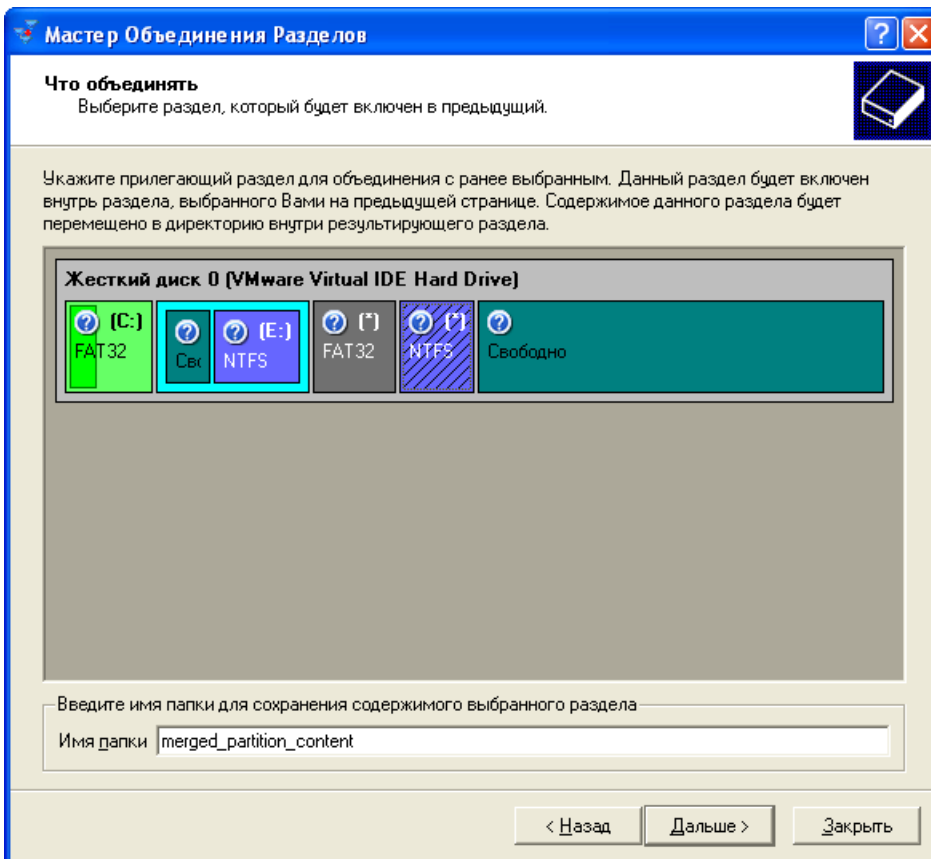 Мастер Объединения Разделов
Что объединять
Выберите раздел, который будет включен в предыдущий.
Укажите прилегающий раздел для объединения с ранее выбранным. Данный раздел будет включен
внутрь раздела, выбранного Вами на предыдущей странице. Содержимое данного раздела будет
перемещено в директорию внутри результирующего раздела.
Жесткий диск 0 (VMware Virtual IDE Hard Drive)
(C:) (E:) (*) (*)
FAT32 Свс NTFS FAT32 NTFS Свободно
Введите имя папки для сохранения содержимого выбранного раздела
Имя папки merged_partition_content
< Назад Дальше > Закрыть